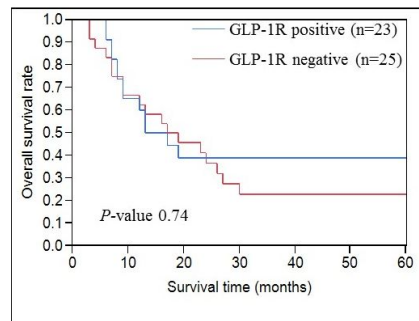 GLP-1R positive (n=23)
GLP-1R negative (n=25)
Overall survival rate
1.0
0.9
0.8
0.7
0.6
0.5
0.4
0.3
0.2
0.1
0.0
P-value 0.74
0 10 20 30 40 50 60
Survival time (months)